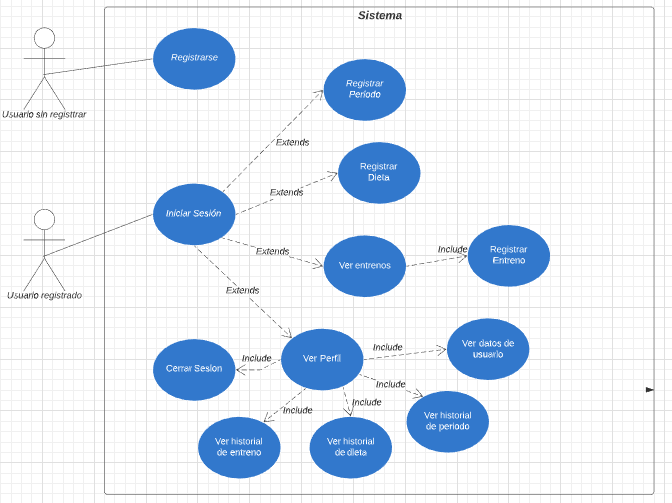 Sistema
Registrarse
Usuario sin registtrar
Registrar
Periodo
Extends
Registrar
Dieta
Extends
Iniciar Sesión
Extends
Ver entrenos
Include
Registrar
Entreno
Usuario registrado
Extends
Ver Perfil
Include
Ver datos de
usuario
Cerrar Sesion
Include
Include
Ver historial
de periodo
Include
Ver historial
de entreno
Include
Ver historial
de dieta